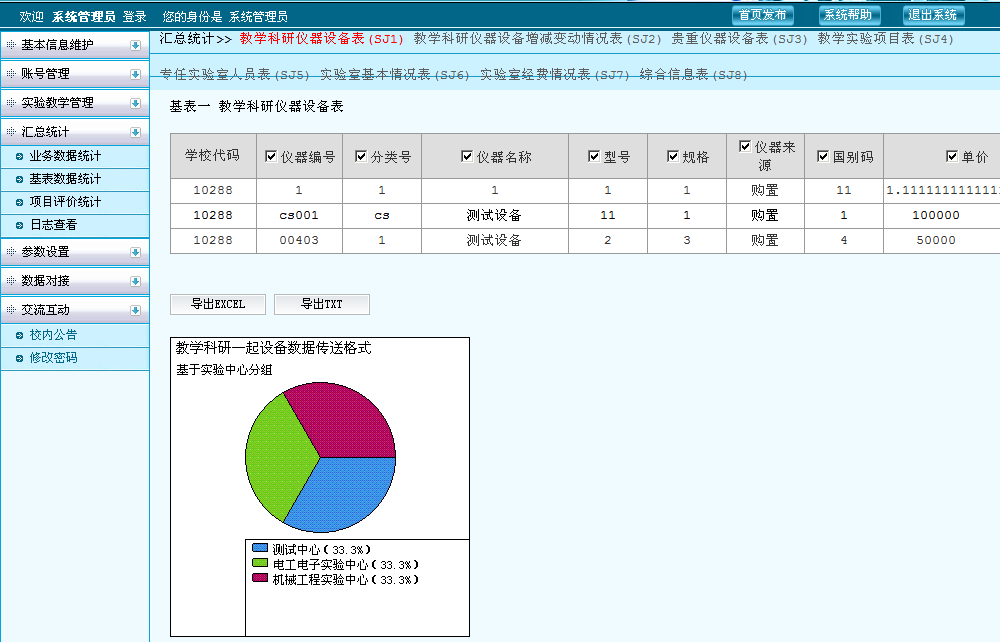 欢迎 系统管理员 登录 您的身份是 系统管理员 首页发布 系统帮助 退出系统
基本信息维护
账号管理
实验教学管理
汇总统计
业务数据统计
基表数据统计
项目评价统计
日志查看
参数设置
数据对接
交流互动
校内公告
修改密码
汇总统计>> 教学科研仪器设备表(SJ1) 教学科研仪器设备增减变动情况表(SJ2) 贵重仪器设备表(SJ3) 教学实验项目表(SJ4)
专任实验室人员表(SJ5) 实验室基本情况表(SJ6) 实验室经费情况表(SJ7) 综合信息表(SJ8)
基表一 教学科研仪器设备表
学校代码 仪器编号 分类号 仪器名称 型号 规格 仪器来源 国别码 单价
10288 1 1 1 1 1 购置 11 1.111111111111
10288 cs001 cs 测试设备 11 1 购置 1 100000
10288 00403 1 测试设备 2 3 购置 4 50000
导出EXCEL 导出TXT
教学科研一起设备数据传送格式
基于实验中心分组
测试中心(33.3%)
电工电子实验中心(33.3%)
机械工程实验中心(33.3%)